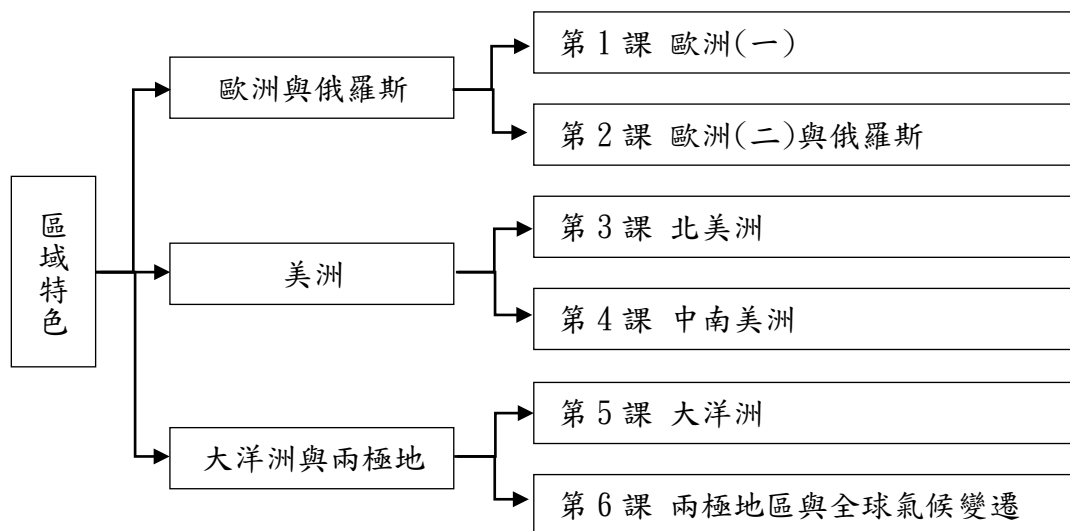 區域特色
歐洲與俄羅斯
第1課 歐洲(一)
第2課 歐洲(二)與俄羅斯
美洲
第3課 北美洲
第4課 中南美洲
大洋洲與兩極地
第5課 大洋洲
第6課 兩極地區與全球氣候變遷